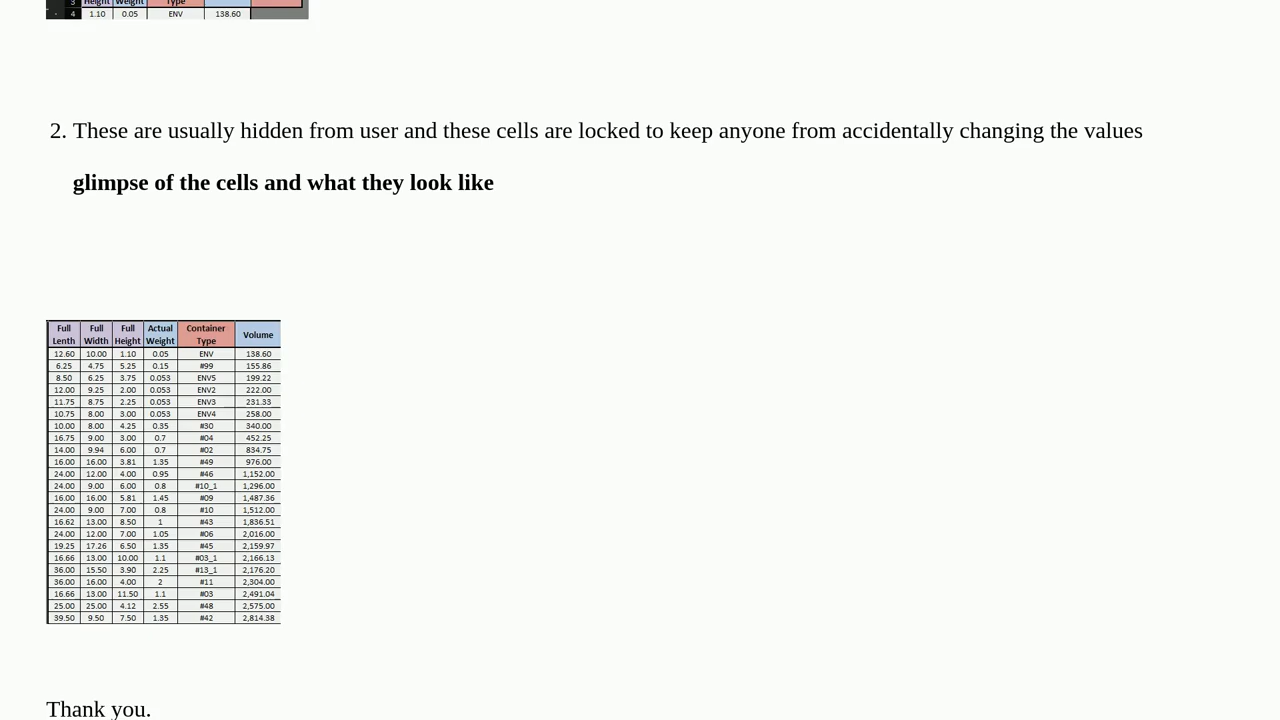 3 Height Weight Type
4 1.10 0.05 ENV 138.60
2. These are usually hidden from user and these cells are locked to keep anyone from accidentally changing the values
glimpse of the cells and what they look like
Full Full Full Actual Container Volume
Lenth Width Height Weight Type
12.60 10.00 1.10 0.05 ENV 138.60
6.25 4.75 5.25 0.15 #99 155.86
8.50 6.25 3.75 0.053 ENV5 199.22
12.00 9.25 2.00 0.053 ENV2 222.00
11.75 8.75 2.25 0.053 ENV3 231.33
10.75 8.00 3.00 0.053 ENV4 258.00
10.00 8.00 4.25 0.35 #30 340.00
16.75 9.00 3.00 0.7 #04 452.25
14.00 9.94 6.00 0.7 #02 834.75
16.00 16.00 3.81 1.35 #49 976.00
24.00 12.00 4.00 0.95 #46 1,152.00
24.00 9.00 6.00 0.8 #10_1 1,296.00
16.00 16.00 5.81 1.45 #09 1,487.36
24.00 9.00 7.00 0.8 #10 1,512.00
16.62 13.00 8.50 1 #43 1,836.51
24.00 12.00 7.00 1.05 #06 2,016.00
19.25 17.26 6.50 1.35 #45 2,159.97
16.66 13.00 10.00 1.1 #03_1 2,166.13
36.00 15.50 3.90 2.25 #13_1 2,176.20
36.00 16.00 4.00 2 #11 2,304.00
16.66 13.00 11.50 1.1 #03 2,491.04
25.00 25.00 4.12 2.55 #48 2,575.00
39.50 9.50 7.50 1.35 #42 2,814.38
Thank you.